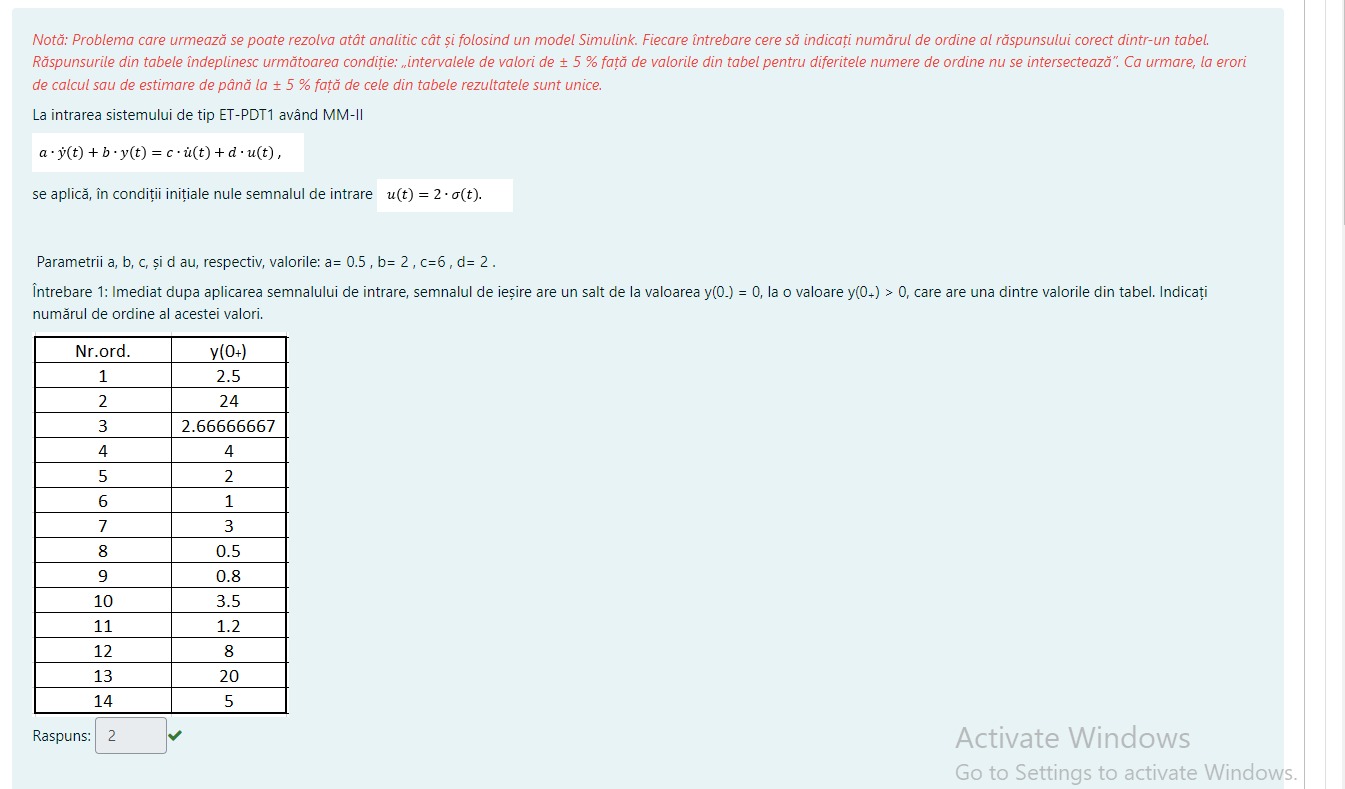 Notă: Problema care urmează se poate rezolva atât analitic cât și folosind un model Simulink. Fiecare întrebare cere să indicați numărul de ordine al răspunsului corect dintr-un tabel.
Răspunsurile din tabele îndeplinesc următoarea condiție: „intervalele de valori de ± 5 % față de valorile din tabel pentru diferitele numere de ordine nu se intersectează”. Ca urmare, la erori
de calcul sau de estimare de până la ± 5 % față de cele din tabele rezultatele sunt unice.
La intrarea sistemului de tip ET-PDT1 având MM-II
a · ẏ(t) + b · y(t) = c · u̇(t) + d · u(t) ,
se aplică, în condiții inițiale nule semnalul de intrare u(t) = 2 · σ(t).
Parametrii a, b, c, și d au, respectiv, valorile: a= 0.5 , b= 2 , c=6 , d= 2 .
Întrebare 1: Imediat dupa aplicarea semnalului de intrare, semnalul de ieșire are un salt de la valoarea y(0₋) = 0, la o valoare y(0₊) > 0, care are una dintre valorile din tabel. Indicați
numărul de ordine al acestei valori.
Nr.ord. y(0₊)
1 2.5
2 24
3 2.66666667
4 4
5 2
6 1
7 3
8 0.5
9 0.8
10 3.5
11 1.2
12 8
13 20
14 5
Raspuns: 2
Activate Windows
Go to Settings to activate Windows.